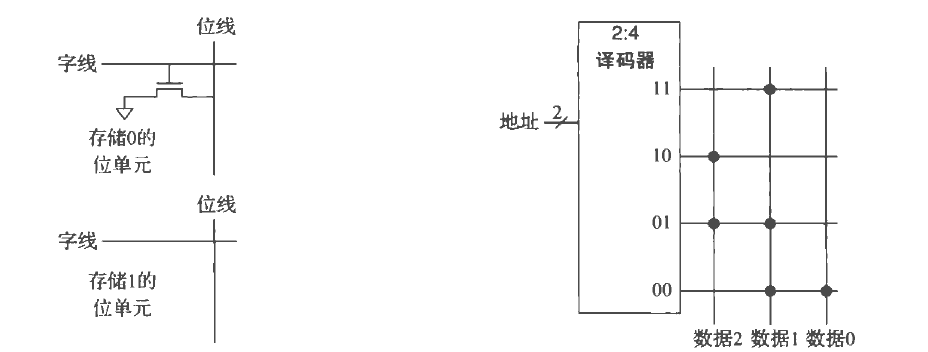 位线
字线
存储0的
位单元
位线
字线
存储1的
位单元
2:4
译码器
11
地址
2
10
01
00
数据2 数据1 数据0